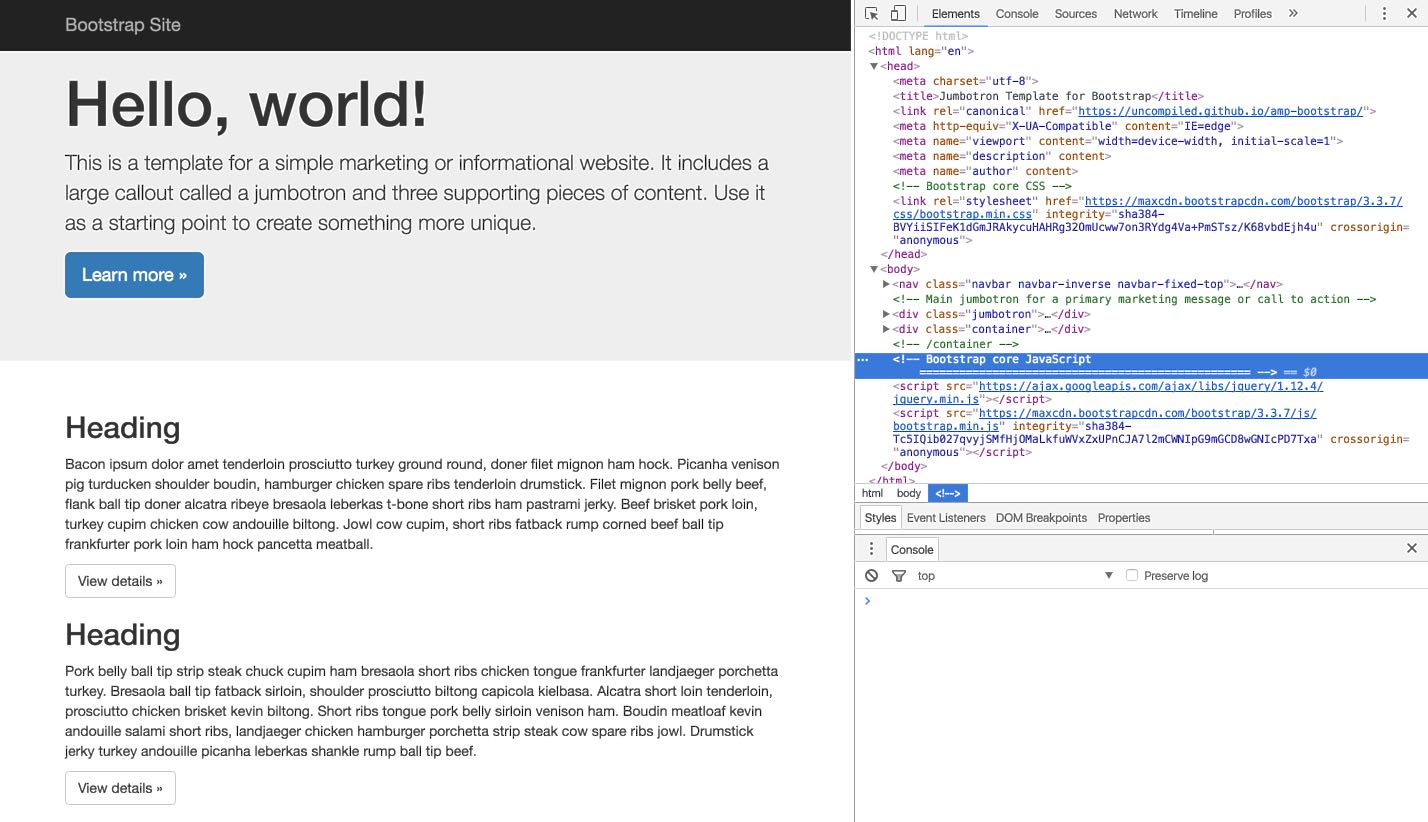 Bootstrap Site
Hello, world!
This is a template for a simple marketing or informational website. It includes a
large callout called a jumbotron and three supporting pieces of content. Use it
as a starting point to create something more unique.
Learn more »
Heading
Bacon ipsum dolor amet tenderloin prosciutto turkey ground round, doner filet mignon ham hock. Picanha venison
pig turducken shoulder boudin, hamburger chicken spare ribs tenderloin drumstick. Filet mignon pork belly beef,
flank ball tip doner alcatra ribeye bresaola leberkas t-bone short ribs ham pastrami jerky. Beef brisket pork loin,
turkey cupim chicken cow andouille biltong. Jowl cow cupim, short ribs fatback rump corned beef ball tip
frankfurter pork loin ham hock pancetta meatball.
View details »
Heading
Pork belly ball tip strip steak chuck cupim ham bresaola short ribs chicken tongue frankfurter landjaeger porchetta
turkey. Bresaola ball tip fatback sirloin, shoulder prosciutto biltong capicola kielbasa. Alcatra short loin tenderloin,
prosciutto chicken brisket kevin biltong. Short ribs tongue pork belly sirloin venison ham. Boudin meatloaf kevin
andouille salami short ribs, landjaeger chicken hamburger porchetta strip steak cow spare ribs jowl. Drumstick
jerky turkey andouille picanha leberkas shankle rump ball tip beef.
View details »
Elements Console Sources Network Timeline Profiles »
<!DOCTYPE html>
<html lang="en">
<head>
<meta charset="utf-8">
<title>Jumbotron Template for Bootstrap</title>
<link rel="canonical" href="https://uncompiled.github.io/amp-bootstrap/">
<meta http-equiv="X-UA-Compatible" content="IE=edge">
<meta name="viewport" content="width=device-width, initial-scale=1">
<meta name="description" content>
<meta name="author" content>
<!-- Bootstrap core CSS -->
<link rel="stylesheet" href="https://maxcdn.bootstrapcdn.com/bootstrap/3.3.7/
css/bootstrap.min.css" integrity="sha384-
BVYiiSIFeK1dGmJRAkycuHAHRg32OmUcww7on3RYdg4Va+PmSTsz/K68vbdEjh4u" crossorigin=
"anonymous">
</head>
<body>
<nav class="navbar navbar-inverse navbar-fixed-top">…</nav>
<!-- Main jumbotron for a primary marketing message or call to action -->
<div class="jumbotron">…</div>
<div class="container">…</div>
<!-- /container -->
<!-- Bootstrap core JavaScript
================================================== --> == $0
<script src="https://ajax.googleapis.com/ajax/libs/jquery/1.12.4/
jquery.min.js"></script>
<script src="https://maxcdn.bootstrapcdn.com/bootstrap/3.3.7/js/
bootstrap.min.js" integrity="sha384-
Tc5IQib027qvyjSMfHjOMaLkfuWVxZxUPnCJA7l2mCWNIpG9mGCD8wGNIcPD7Txa" crossorigin=
"anonymous"></script>
</body>
</html>
html body <!-->
Styles Event Listeners DOM Breakpoints Properties
Console
top Preserve log